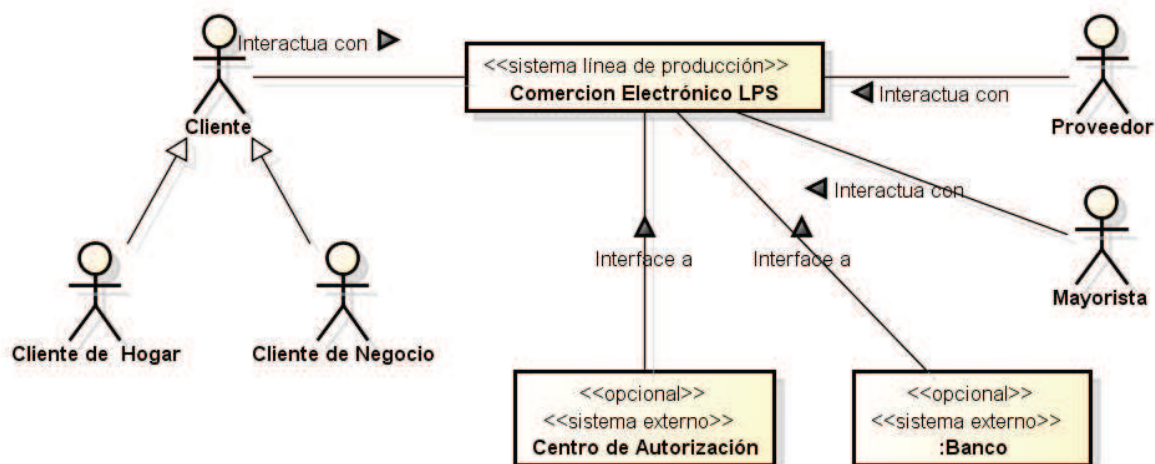 Interactua con
<<sistema línea de producción>>
Comercion Electrónico LPS
Interactua con
Cliente
Proveedor
Interactua con
Interface a
Interface a
Mayorista
Cliente de Hogar
Cliente de Negocio
<<opcional>>
<<sistema externo>>
Centro de Autorización
<<opcional>>
<<sistema externo>>
:Banco